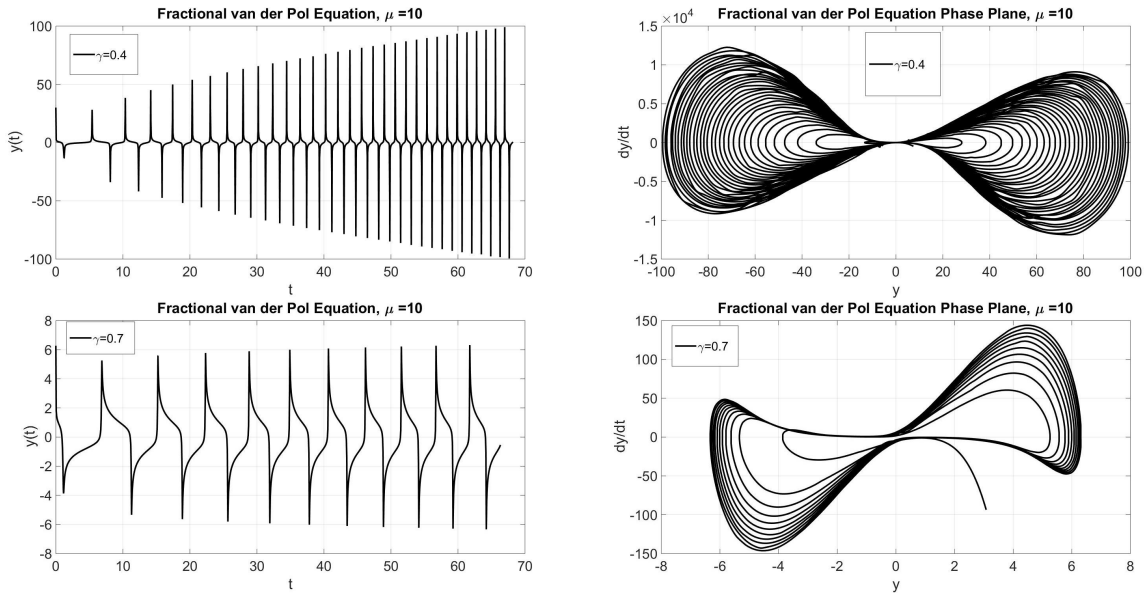 Fractional van der Pol Equation, μ =10
γ=0.4
y(t)
100
50
0
-50
-100
0 10 20 30 40 50 60 70
t
Fractional van der Pol Equation Phase Plane, μ =10
×10⁴
γ=0.4
dy/dt
1.5
1
0.5
0
-0.5
-1
-1.5
-100 -80 -60 -40 -20 0 20 40 60 80 100
y
Fractional van der Pol Equation, μ =10
γ=0.7
y(t)
8
6
4
2
0
-2
-4
-6
-8
0 10 20 30 40 50 60 70
t
Fractional van der Pol Equation Phase Plane, μ =10
γ=0.7
dy/dt
150
100
50
0
-50
-100
-150
-8 -6 -4 -2 0 2 4 6 8
y